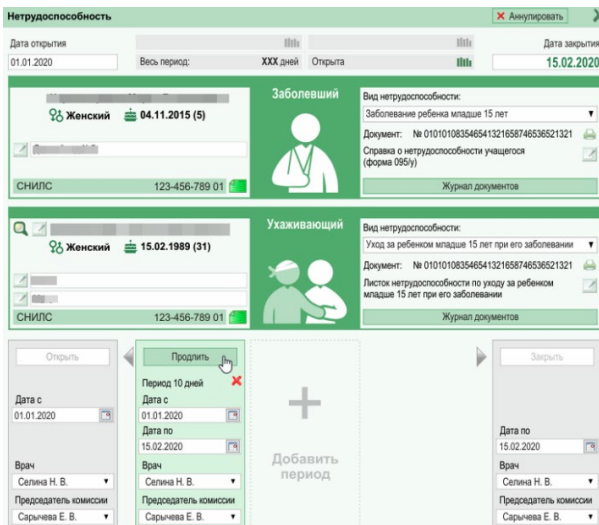 Нетрудоспособность
Аннулировать
Дата открытия
Дата закрытия
01.01.2020
Весь период: XXX дней
Открыта
15.02.2020
Заболевший
Женский 04.11.2015 (5)
СНИЛС 123-456-789 01
Вид нетрудоспособности:
Заболевание ребенка младше 15 лет
Документ: № 010101083546541321658746536521321
Справка о нетрудоспособности учащегося
(форма 095/у)
Журнал документов
Ухаживающий
Женский 15.02.1989 (31)
СНИЛС 123-456-789 01
Вид нетрудоспособности:
Уход за ребенком младше 15 лет при его заболевании
Документ: № 010101083546541321658746536521321
Листок нетрудоспособности по уходу за ребенком
младше 15 лет при его заболевании
Журнал документов
Открыть
Дата с
01.01.2020
Врач
Селина Н. В.
Председатель комиссии
Сарычева Е. В.
Продлить
Период 10 дней
Дата с
01.01.2020
Дата по
15.02.2020
Врач
Селина Н. В.
Председатель комиссии
Сарычева Е. В.
Добавить
период
Закрыть
Дата по
15.02.2020
Врач
Селина Н. В.
Председатель комиссии
Сарычева Е. В.